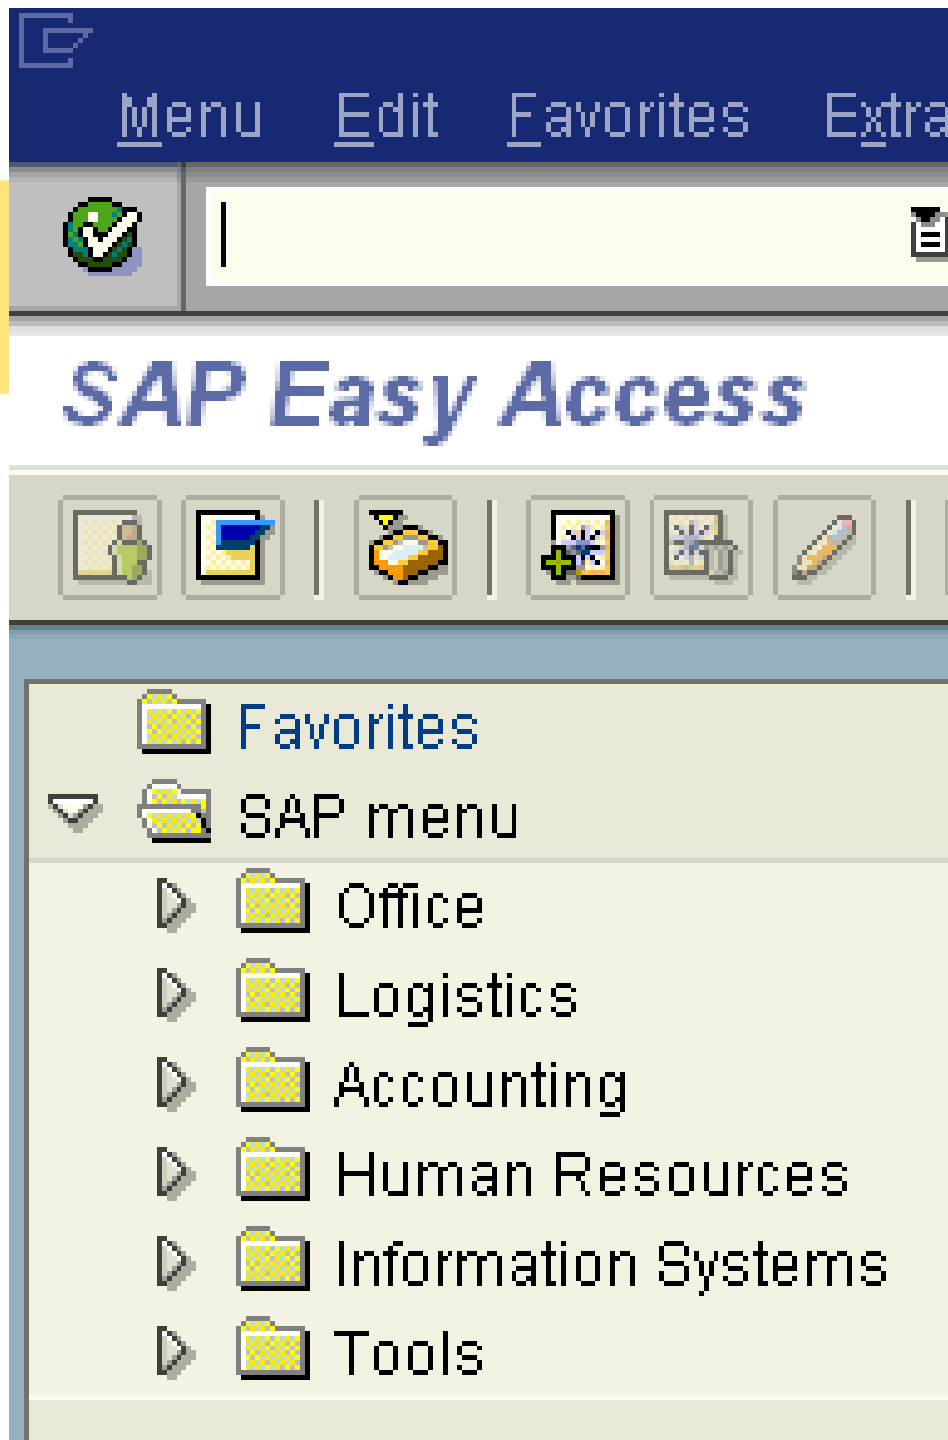 Menu Edit Favorites Extra
SAP Easy Access
Favorites
SAP menu
Office
Logistics
Accounting
Human Resources
Information Systems
Tools